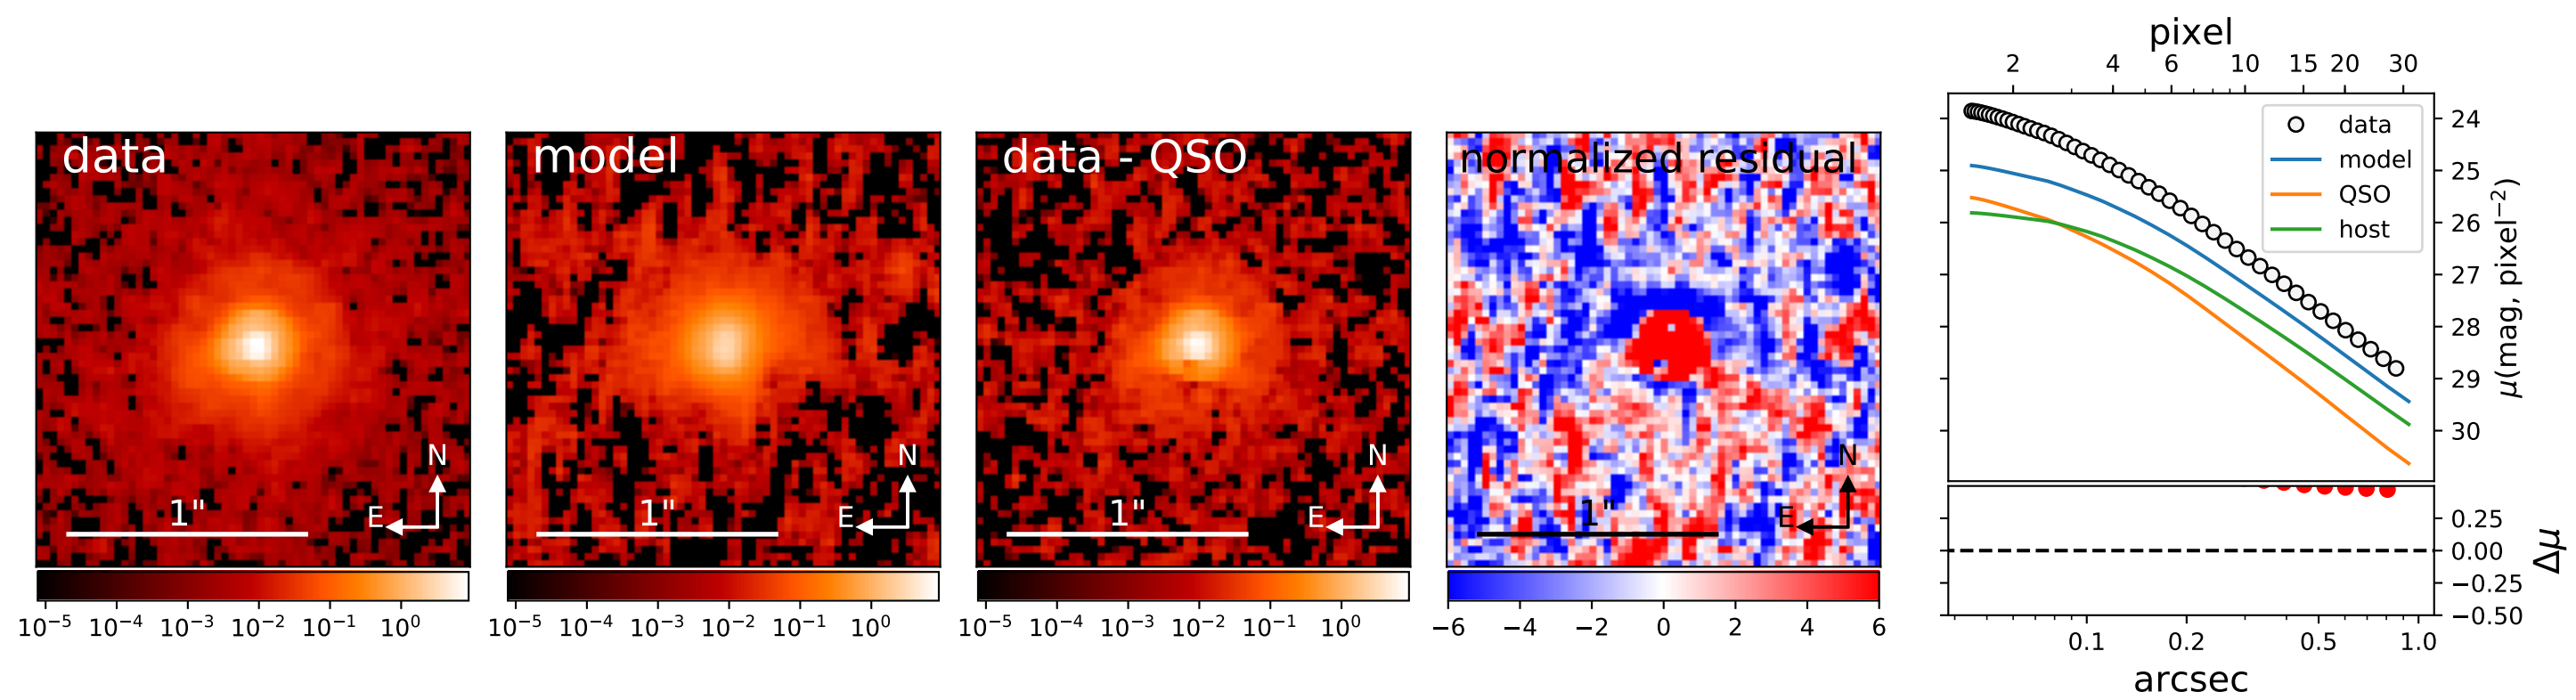 data
N
E
1"
10⁻⁵ 10⁻⁴ 10⁻³ 10⁻² 10⁻¹ 10⁰
model
N
E
1"
10⁻⁵ 10⁻⁴ 10⁻³ 10⁻² 10⁻¹ 10⁰
data - QSO
N
E
1"
10⁻⁵ 10⁻⁴ 10⁻³ 10⁻² 10⁻¹ 10⁰
normalized residual
N
E
1"
−6 −4 −2 0 2 4 6
pixel
2 4 6 10 15 20 30
data
model
QSO
host
24
25
26
27
28
29
30
μ(mag, pixel⁻²)
0.25
0.00
−0.25
−0.50
Δμ
0.1 0.2 0.5 1.0
arcsec